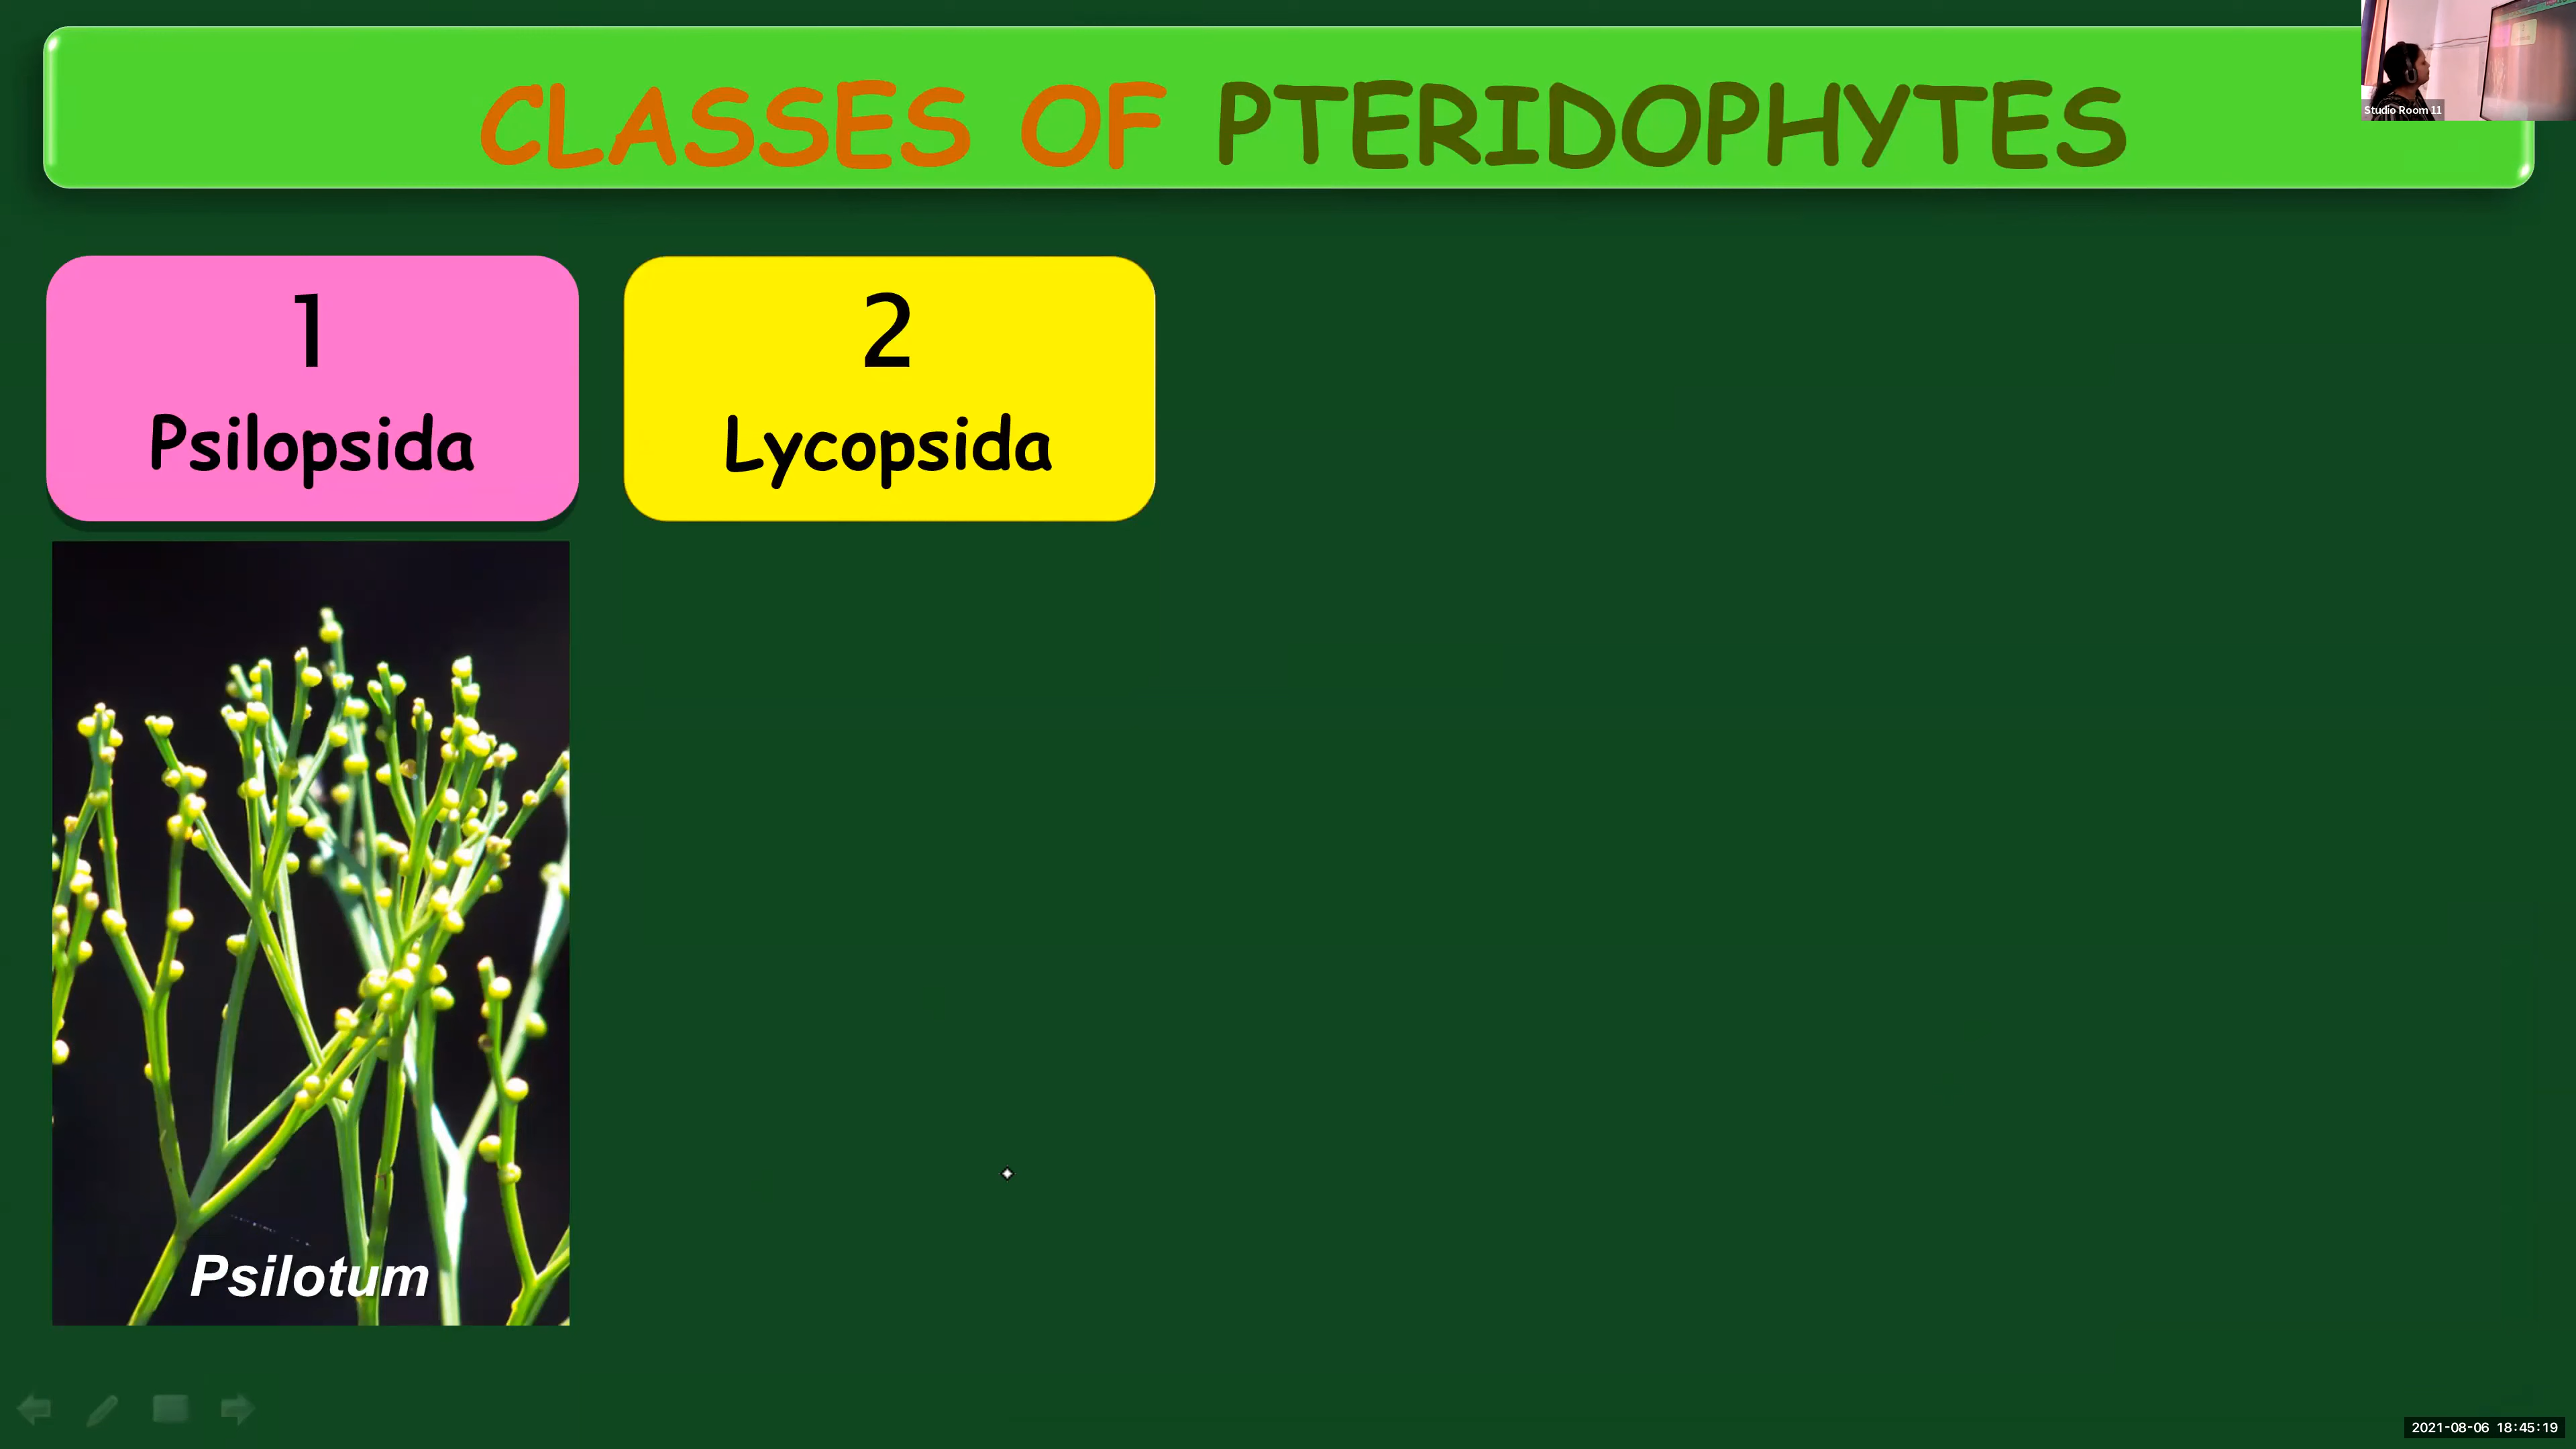 CLASSES OF PTERIDOPHYTES
Studio Room 11
1
Psilopsida
2
Lycopsida
Psilotum
2021-08-06 18:45:19